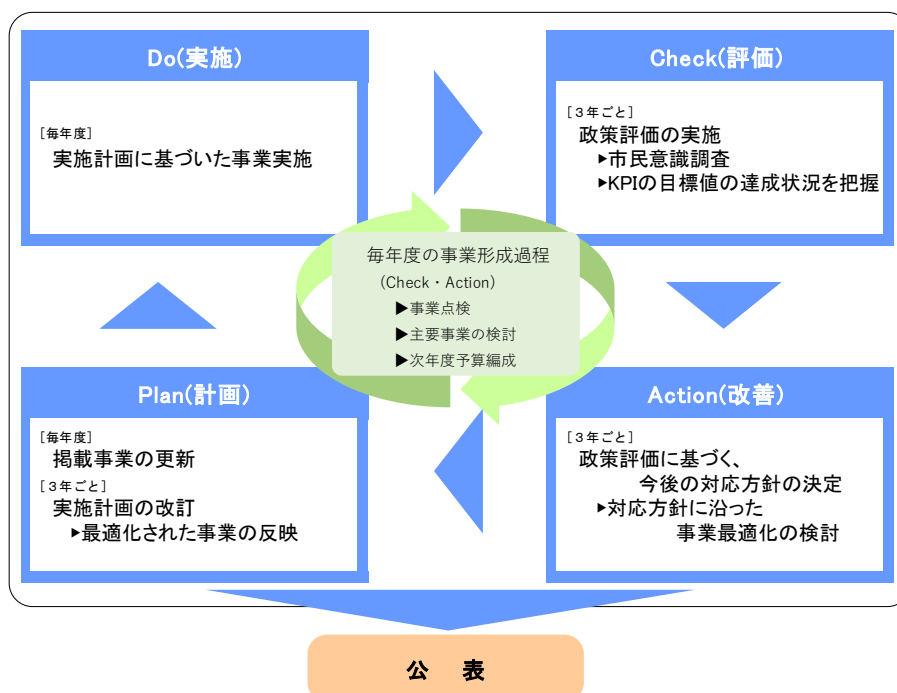 Do(実施)
[毎年度]
実施計画に基づいた事業実施
Check(評価)
[３年ごと]
政策評価の実施
▶市民意識調査
▶KPIの目標値の達成状況を把握
毎年度の事業形成過程
(Check・Action)
▶事業点検
▶主要事業の検討
▶次年度予算編成
Plan(計画)
[毎年度]
掲載事業の更新
[３年ごと]
実施計画の改訂
▶最適化された事業の反映
Action(改善)
[３年ごと]
政策評価に基づく、
今後の対応方針の決定
▶対応方針に沿った
事業最適化の検討
公　表